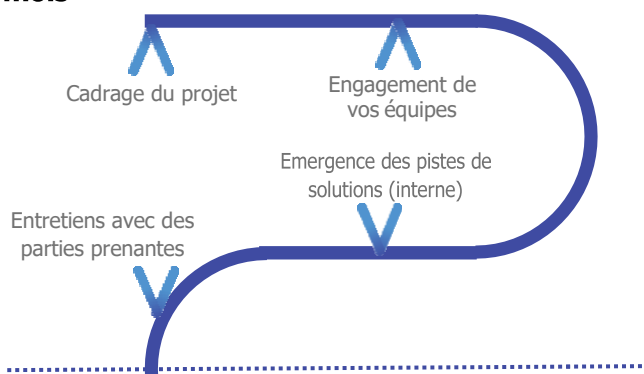 Cadrage du projet
Engagement de
vos équipes
Emergence des pistes de
solutions (interne)
Entretiens avec des
parties prenantes